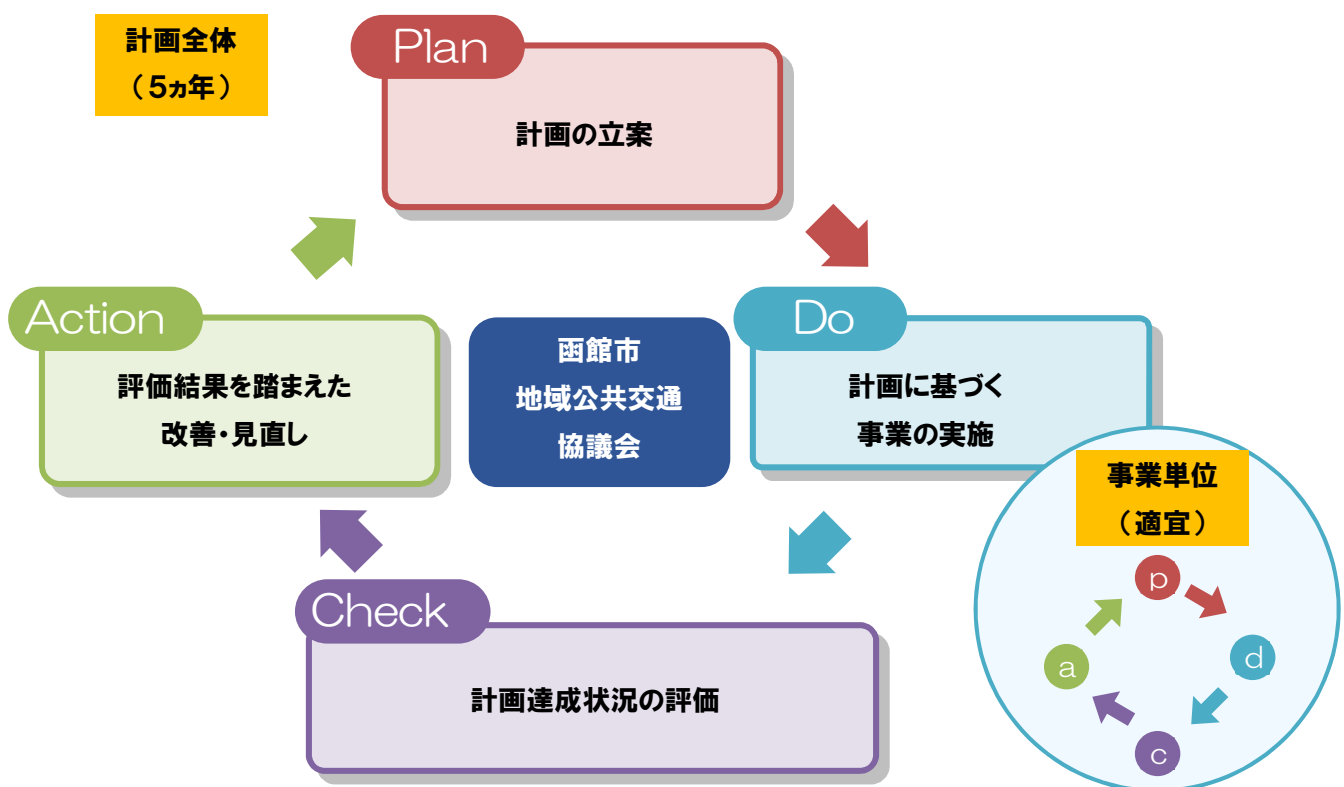 計画全体
（5ヵ年）
Plan
計画の立案
Action
評価結果を踏まえた
改善・見直し
函館市
地域公共交通
協議会
Do
計画に基づく
事業の実施
事業単位
（適宜）
p
d
a
c
Check
計画達成状況の評価